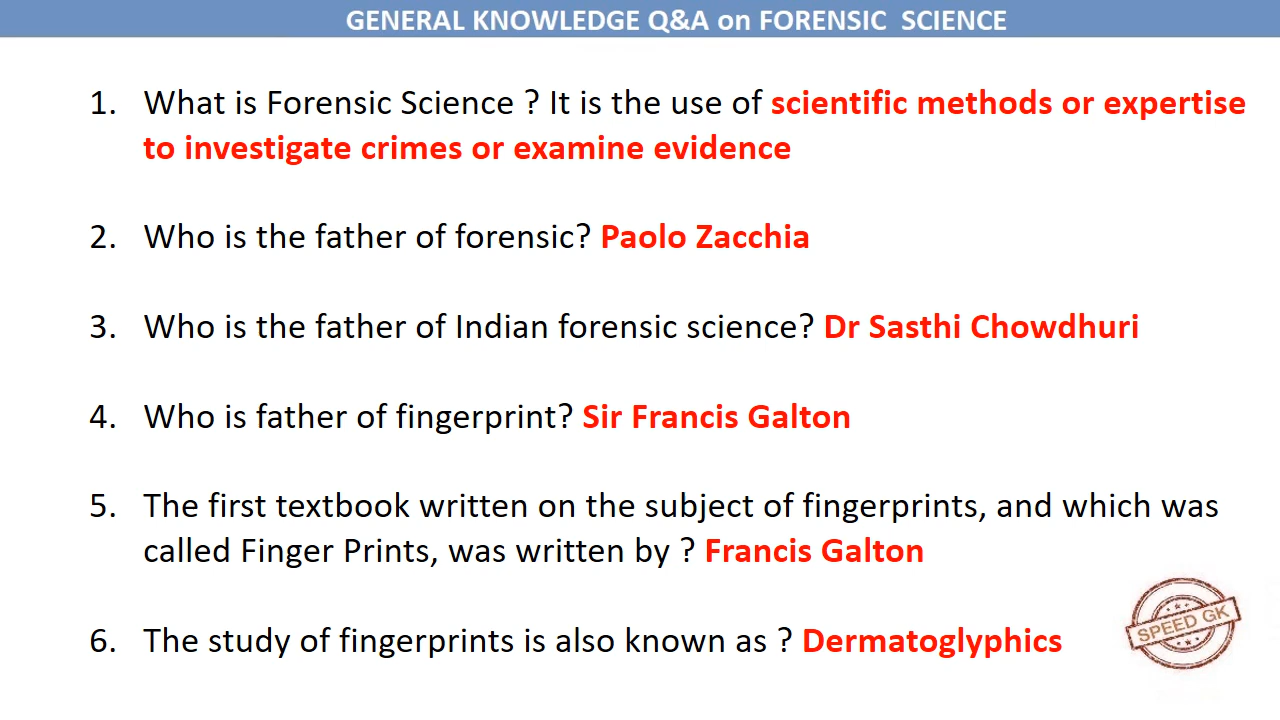 GENERAL KNOWLEDGE Q&A on FORENSIC SCIENCE
1. What is Forensic Science ? It is the use of scientific methods or expertise
to investigate crimes or examine evidence
2. Who is the father of forensic? Paolo Zacchia
3. Who is the father of Indian forensic science? Dr Sasthi Chowdhuri
4. Who is father of fingerprint? Sir Francis Galton
5. The first textbook written on the subject of fingerprints, and which was
called Finger Prints, was written by ? Francis Galton
6. The study of fingerprints is also known as ? Dermatoglyphics
SPEED GK